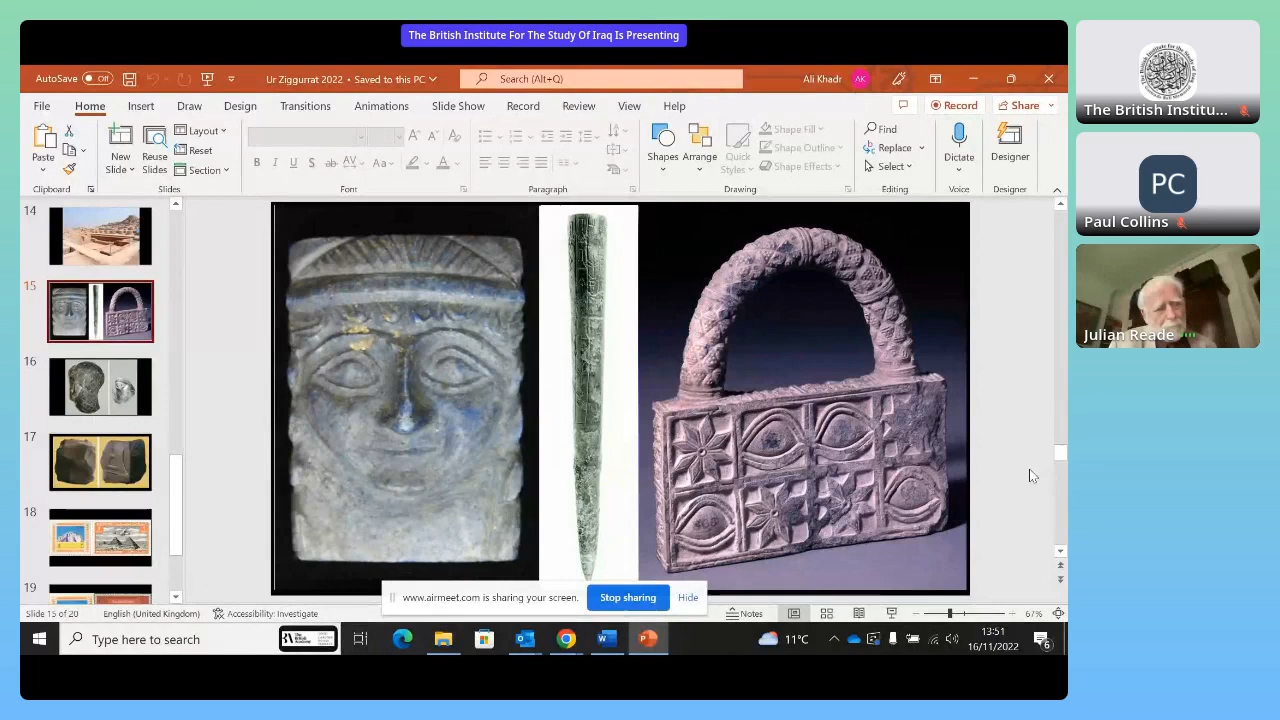 The British Institute For The Study Of Iraq Is Presenting
AutoSave Off
Ur Ziggurat 2022 • Saved to this PC
Search (Alt+Q)
Ali Khadr AK
File Home Insert Draw Design Transitions Animations Slide Show Record Review View Help Record Share
Paste
New Slide
Reuse Slides
Layout
Reset
Section
B I U S ab AV Aa A
Shapes Arrange Quick Styles
Shape Fill
Shape Outline
Shape Effects
Find
Replace
Select
Dictate
Designer
Clipboard Slides Font Paragraph Drawing Editing Voice Designer
14
15
16
17
18
19
www.airmeet.com is sharing your screen. Stop sharing Hide
Slide 15 of 20 English (United Kingdom) Accessibility: Investigate Notes 67%
Type here to search
11°C
13:51
16/11/2022
6
The British Institu...
PC
Paul Collins
Julian Reade